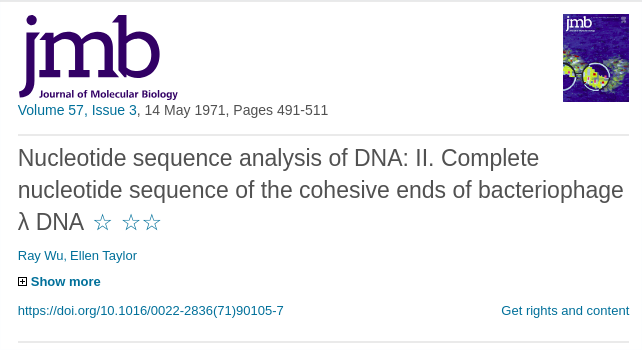 jmb
Journal of Molecular Biology
jmb
Volume 57, Issue 3, 14 May 1971, Pages 491-511
Nucleotide sequence analysis of DNA: II. Complete
nucleotide sequence of the cohesive ends of bacteriophage
λ DNA ☆ ☆☆
Ray Wu, Ellen Taylor
Show more
https://doi.org/10.1016/0022-2836(71)90105-7
Get rights and content